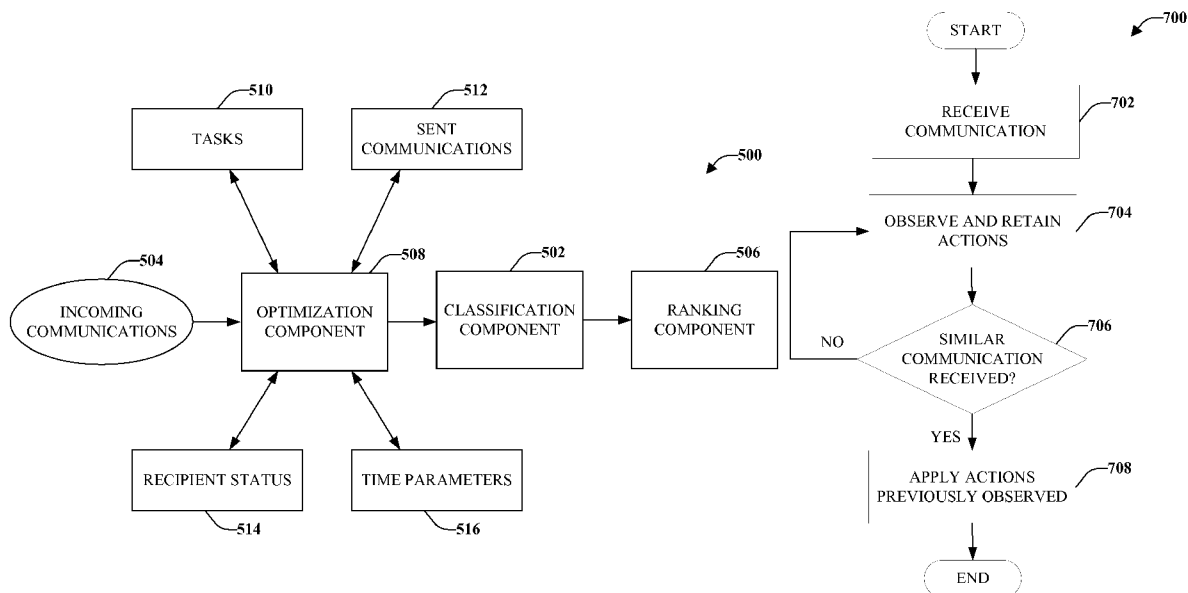 510
TASKS
512
SENT
COMMUNICATIONS
500
504
INCOMING
COMMUNICATIONS
508
OPTIMIZATION
COMPONENT
502
CLASSIFICATION
COMPONENT
506
RANKING
COMPONENT
RECIPIENT STATUS
514
TIME PARAMETERS
516
700
START
RECEIVE
COMMUNICATION
702
OBSERVE AND RETAIN
ACTIONS
704
SIMILAR
COMMUNICATION
RECEIVED?
706
NO
YES
APPLY ACTIONS
PREVIOUSLY OBSERVED
708
END